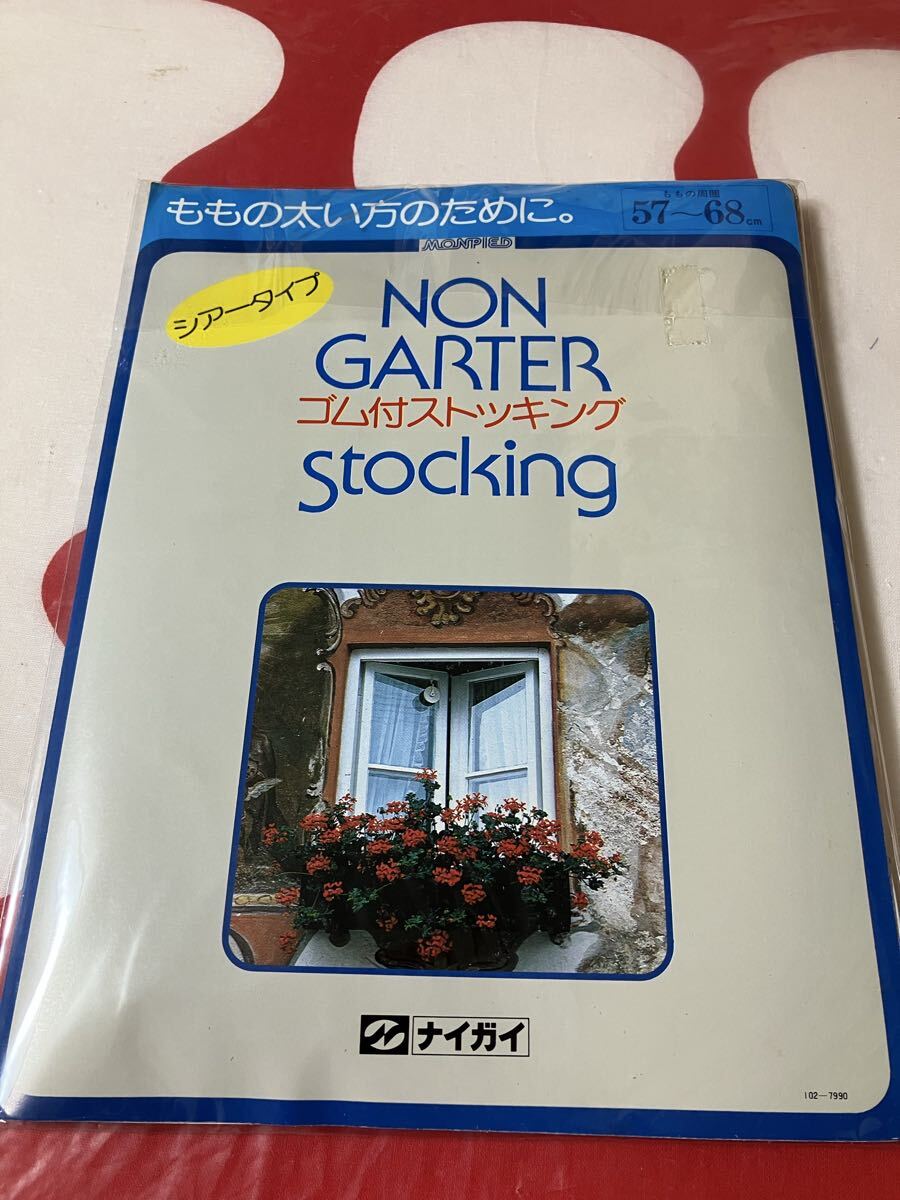 ももの太い方のために。
ももの周囲
57〜68cm
MONPIED
シアータイプ
NON
GARTER
ゴム付ストッキング
Stocking
ナイガイ
102—7990